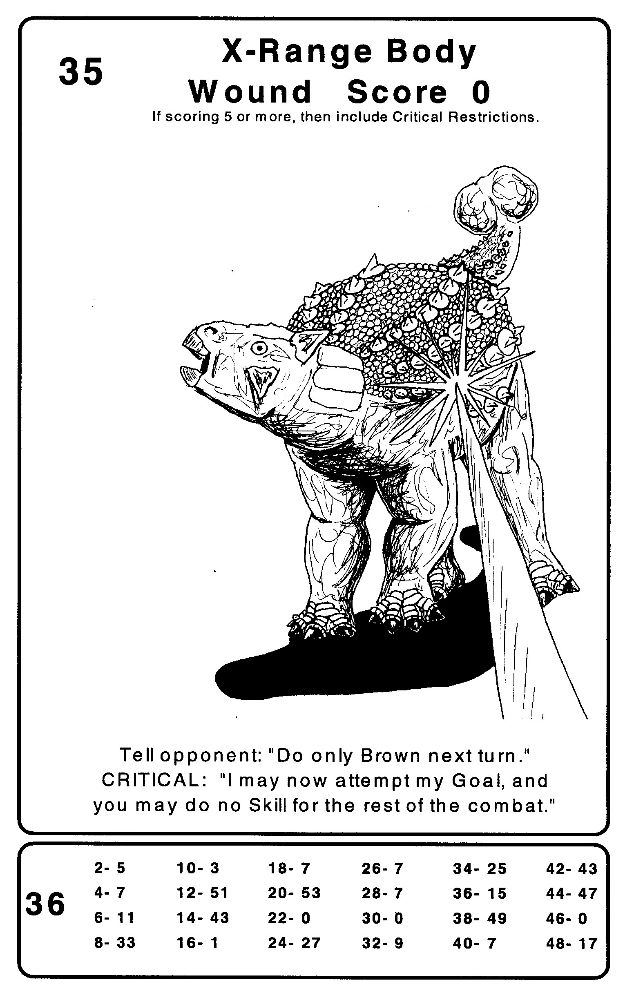 35
X-Range Body
Wound Score 0
If scoring 5 or more, then include Critical Restrictions.
Tell opponent: "Do only Brown next turn."
CRITICAL: "I may now attempt my Goal, and
you may do no Skill for the rest of the combat."
36
2- 5 10- 3 18- 7 26- 7 34- 25 42- 43
4- 7 12- 51 20- 53 28- 7 36- 15 44- 47
6- 11 14- 43 22- 0 30- 0 38- 49 46- 0
8- 33 16- 1 24- 27 32- 9 40- 7 48- 17